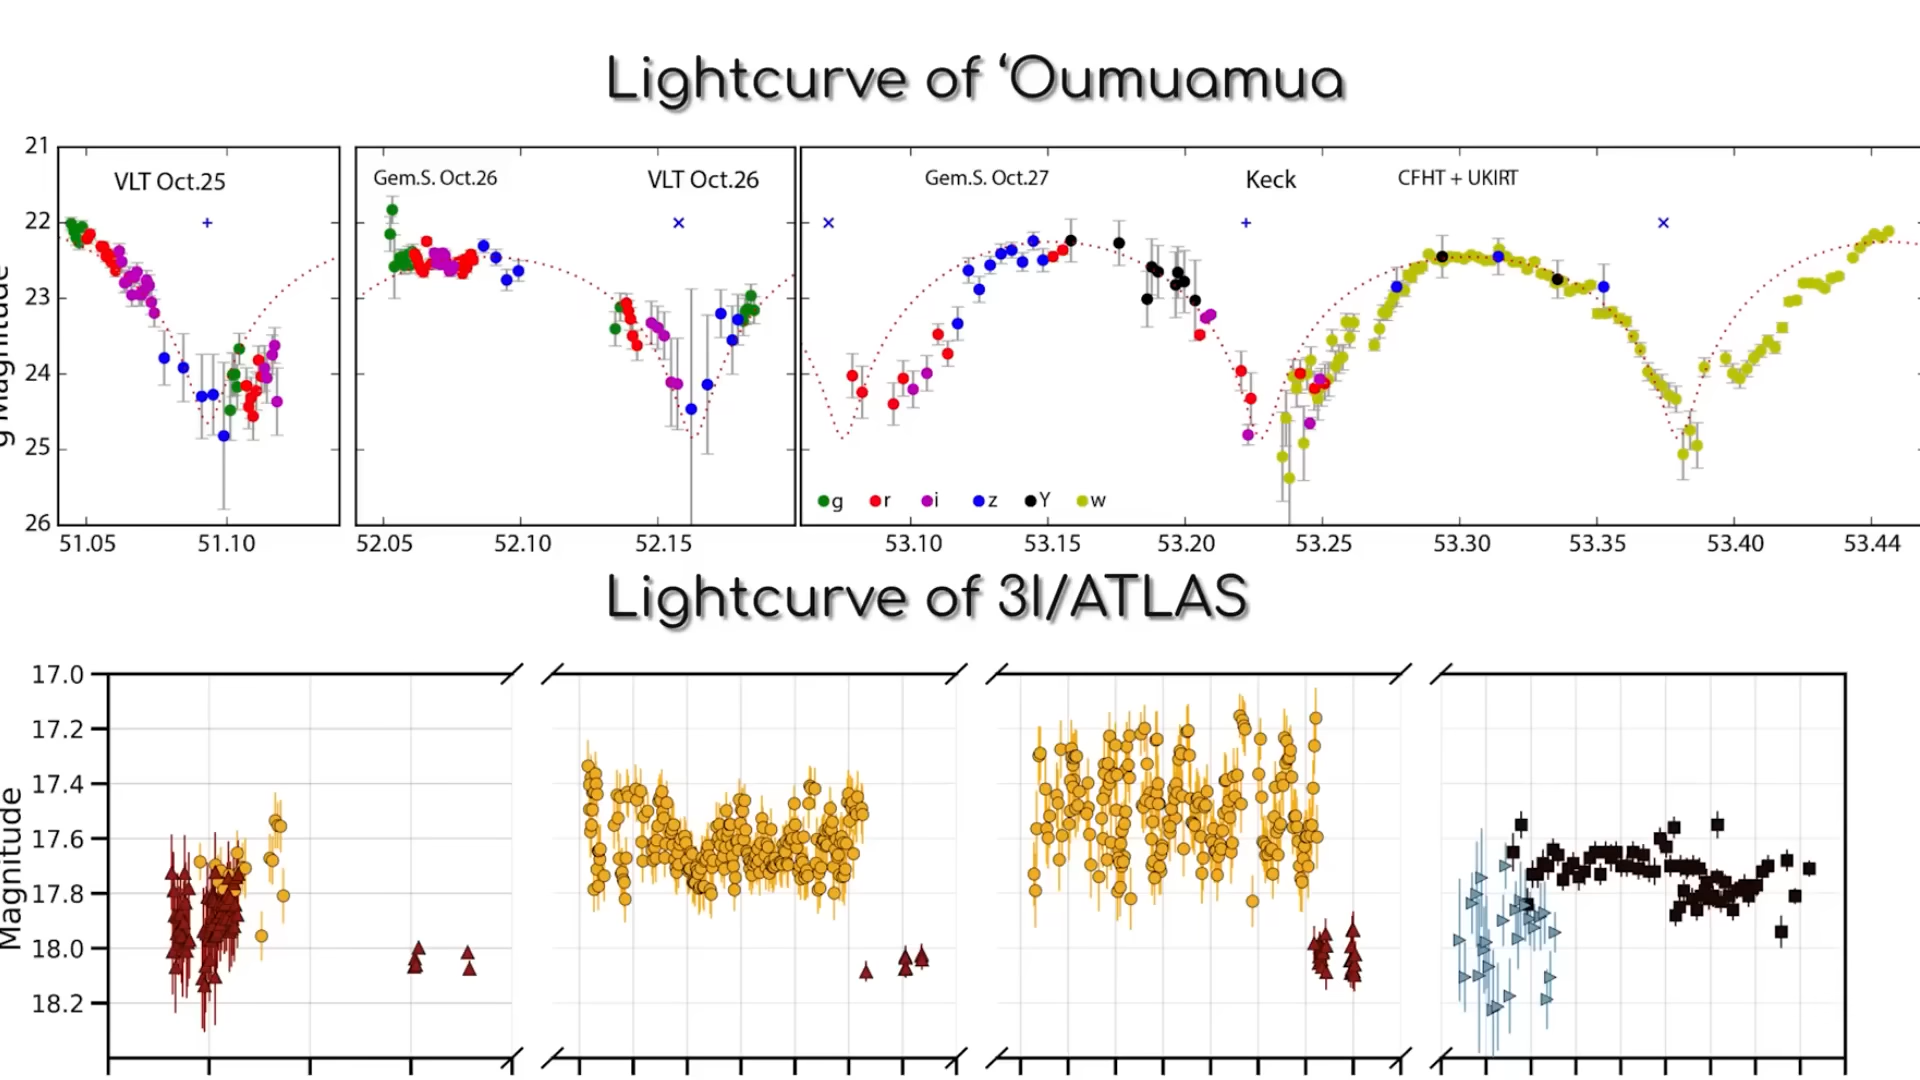 Lightcurve of ‘Oumuamua
g Magnitude
21
22
23
24
25
26
VLT Oct.25
Gem.S. Oct.26
VLT Oct.26
Gem.S. Oct.27
Keck
CFHT + UKIRT
g r i z Y w
51.05 51.10 52.05 52.10 52.15 53.10 53.15 53.20 53.25 53.30 53.35 53.40 53.44
Lightcurve of 3I/ATLAS
Magnitude
17.0
17.2
17.4
17.6
17.8
18.0
18.2